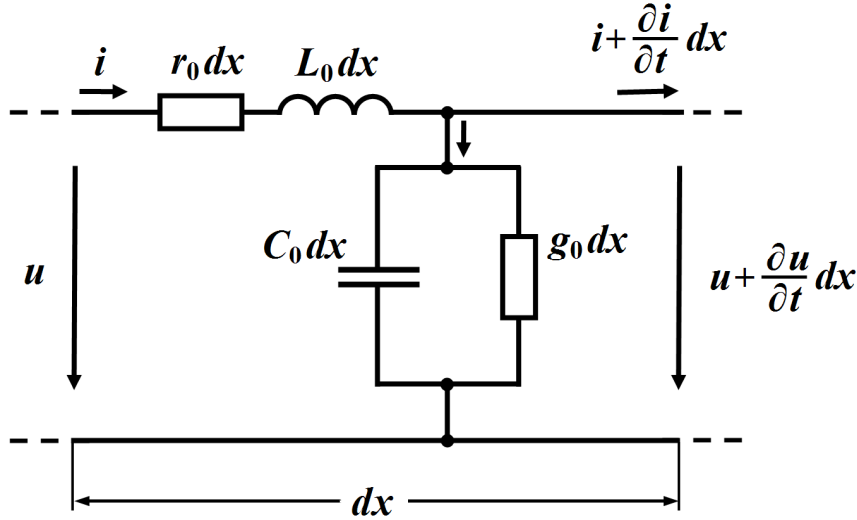 i
r₀dx
L₀dx
i+∂i/∂t dx
u
C₀dx
g₀dx
u+∂u/∂t dx
dx